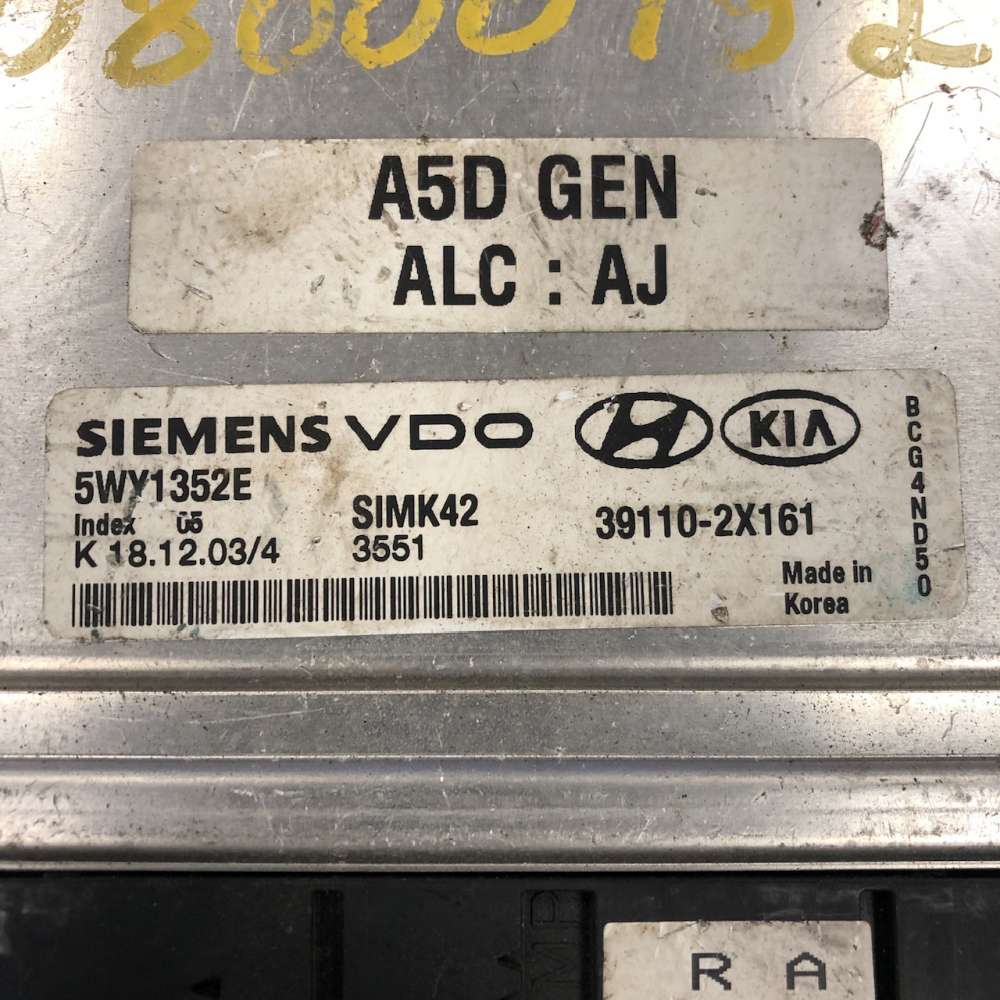 A5D GEN
ALC : AJ
SIEMENS VDO
KIA
5WY1352E
Index 05
SIMK42
39110-2X161
K 18.12.03/4
3551
Made in
Korea
BCG4ND50
R A